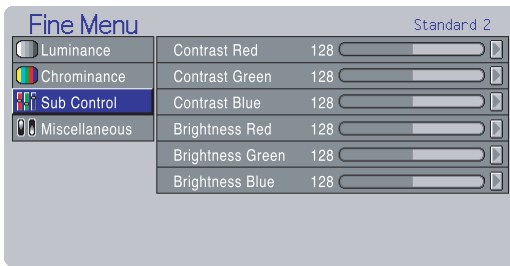 Fine Menu
Standard 2
Luminance
Chrominance
Sub Control
Miscellaneous
Contrast Red 128
Contrast Green 128
Contrast Blue 128
Brightness Red 128
Brightness Green 128
Brightness Blue 128